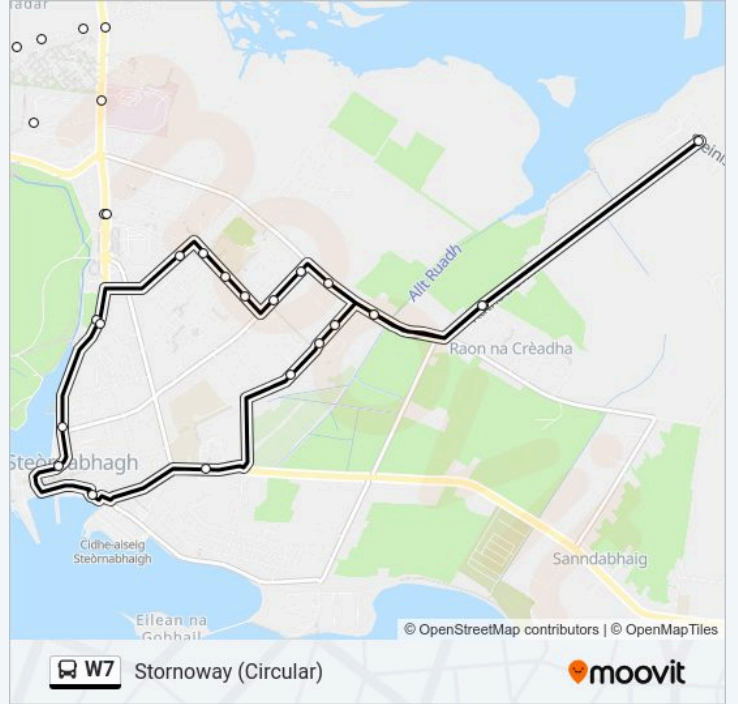 Allt Ruadh
Raon na Crèadha
Steòrnabhagh
Cidhe aiseig
Steòrnabhaigh
Sanndabhaig
Eilean na
Gobhail
© OpenStreetMap contributors | © OpenMapTiles
W7 Stornoway (Circular)
moovit